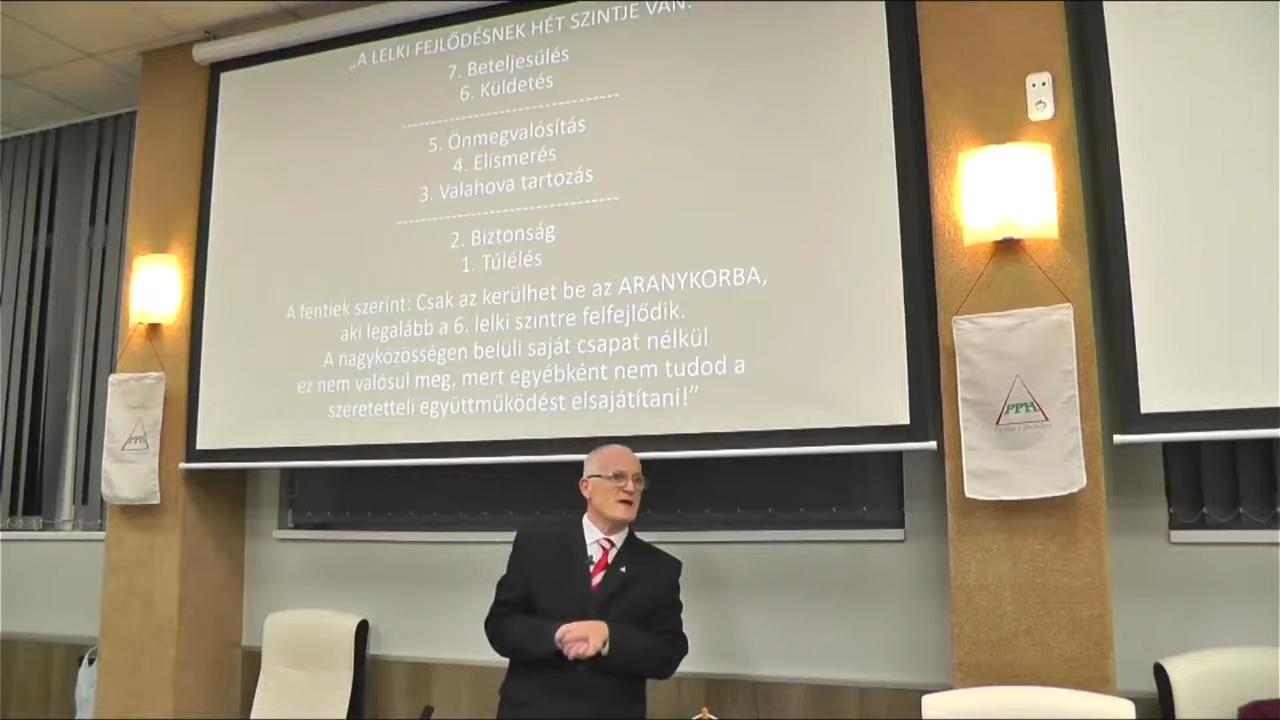 „A LELKI FEJLŐDÉSNEK HÉT SZINTJE VAN:
7. Beteljesülés
6. Küldetés
5. Önmegvalósítás
4. Elismerés
3. Valahova tartozás
2. Biztonság
1. Túlélés
A fentiek szerint: Csak az kerülhet be az ARANYKORBA,
aki legalább a 6. lelki szintre felfejlődik.
A nagyközösségen belüli saját csapat nélkül
ez nem valósul meg, mert egyébként nem tudod a
szeretetteli együttműködést elsajátítani!”
PPH
PPH